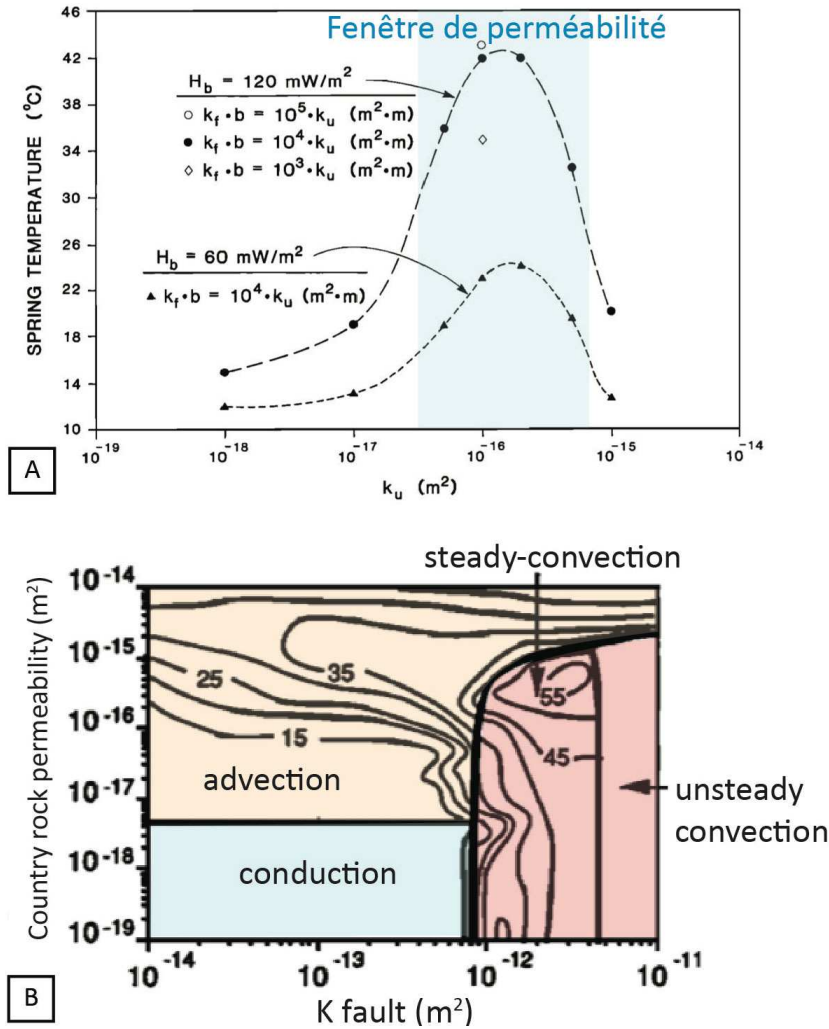 Fenêtre de perméabilité
H_b = 120 mW/m²
○ k_f • b = 10⁵ • k_u (m² • m)
● k_f • b = 10⁴ • k_u (m² • m)
◇ k_f • b = 10³ • k_u (m² • m)
H_b = 60 mW/m²
▲ k_f • b = 10⁴ • k_u (m² • m)
SPRING TEMPERATURE (°C)
46
42
38
34
30
26
22
18
14
10
10⁻¹⁹
10⁻¹⁸
10⁻¹⁷
10⁻¹⁶
10⁻¹⁵
10⁻¹⁴
k_u (m²)
A
steady-convection
Country rock permeability (m²)
10⁻¹⁴
10⁻¹⁵
10⁻¹⁶
10⁻¹⁷
10⁻¹⁸
10⁻¹⁹
35
25
15
55
45
advection
conduction
unsteady
convection
10⁻¹⁴
10⁻¹³
10⁻¹²
10⁻¹¹
K fault (m²)
B